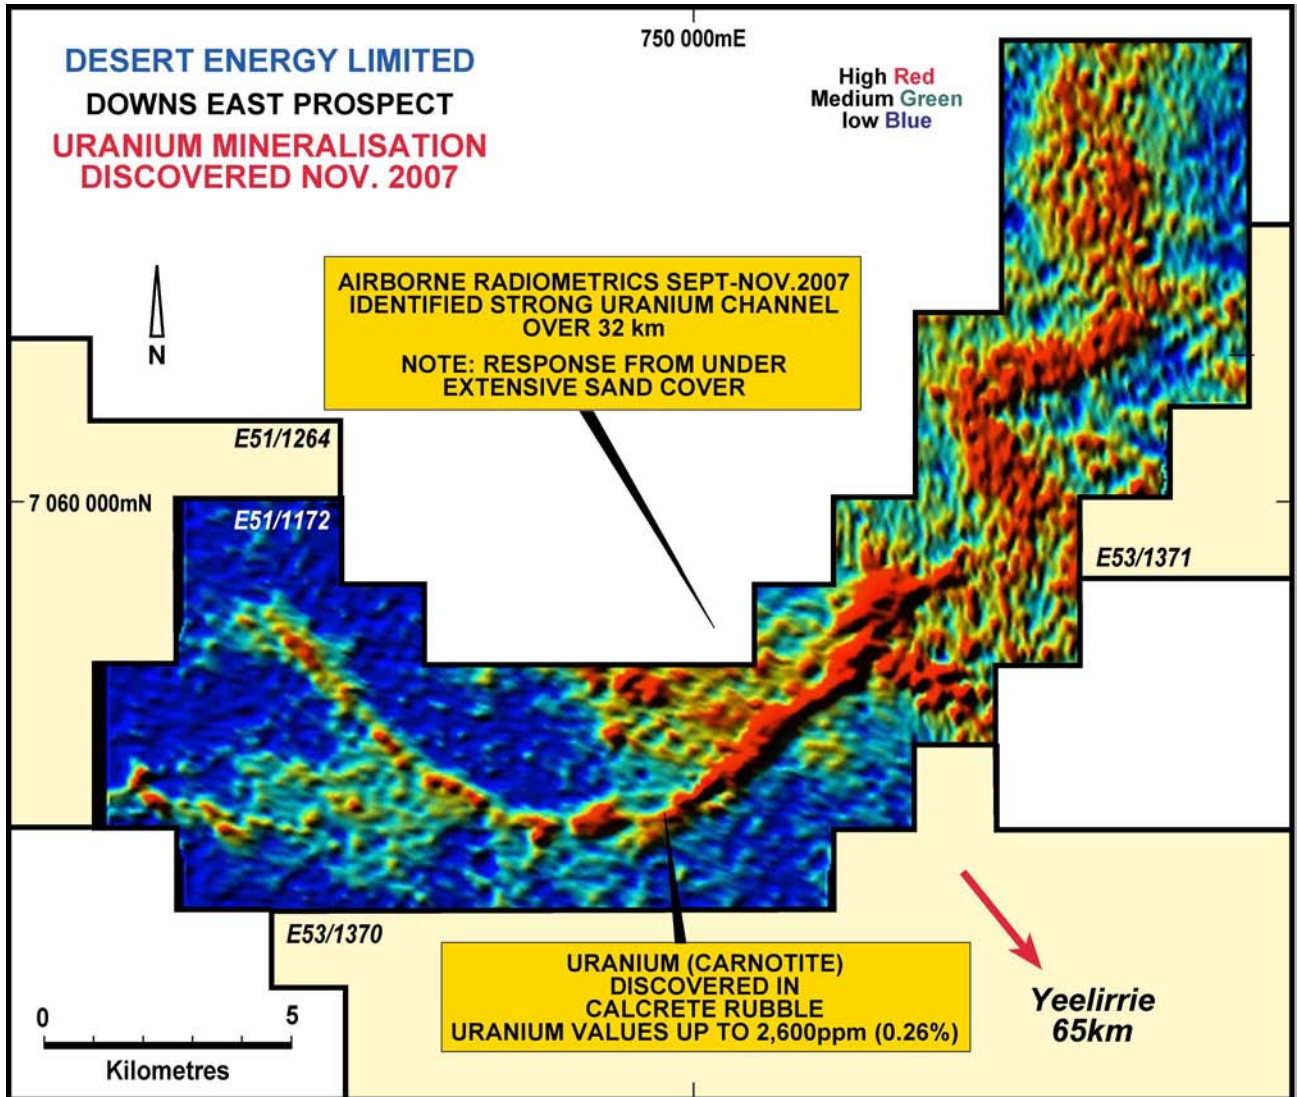 DESERT ENERGY LIMITED
DOWNS EAST PROSPECT
URANIUM MINERALISATION
DISCOVERED NOV. 2007
750 000mE
High Red
Medium Green
low Blue
N
AIRBORNE RADIOMETRICS SEPT-NOV.2007
IDENTIFIED STRONG URANIUM CHANNEL
OVER 32 km
NOTE: RESPONSE FROM UNDER
EXTENSIVE SAND COVER
E51/1264
7 060 000mN
E51/1172
E53/1371
E53/1370
URANIUM (CARNOTITE)
DISCOVERED IN
CALCRETE RUBBLE
URANIUM VALUES UP TO 2,600ppm (0.26%)
Yeelirrie
65km
0 5
Kilometres